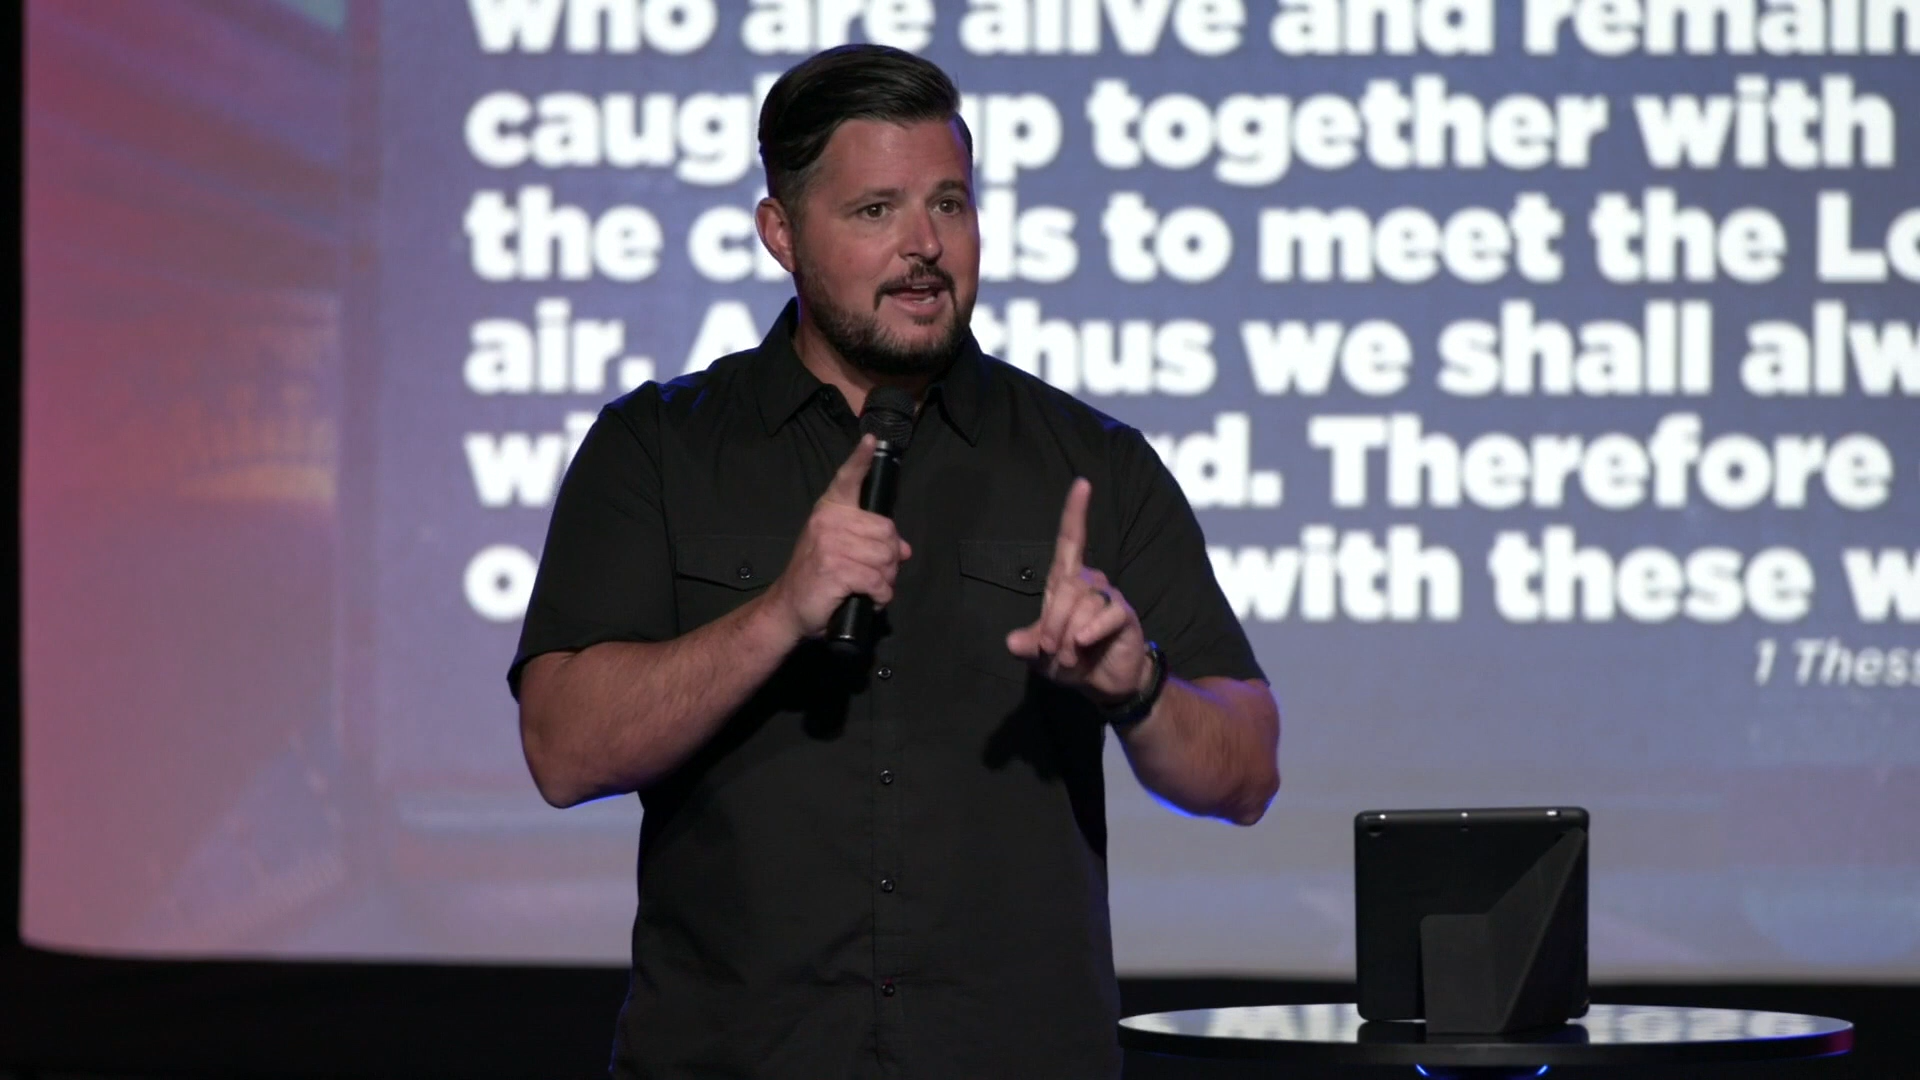 who are alive and remain
caug up together with
the c ds to meet the Lo
air. A thus we shall alw
wi rd. Therefore
o with these w
1 Thess